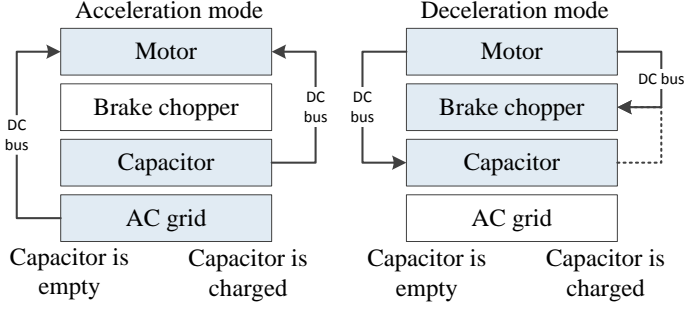 Acceleration mode
Motor
Brake chopper
Capacitor
AC grid
DC
bus
DC
bus
Capacitor is
empty
Capacitor is
charged
Deceleration mode
Motor
Brake chopper
Capacitor
AC grid
DC
bus
DC bus
Capacitor is
empty
Capacitor is
charged